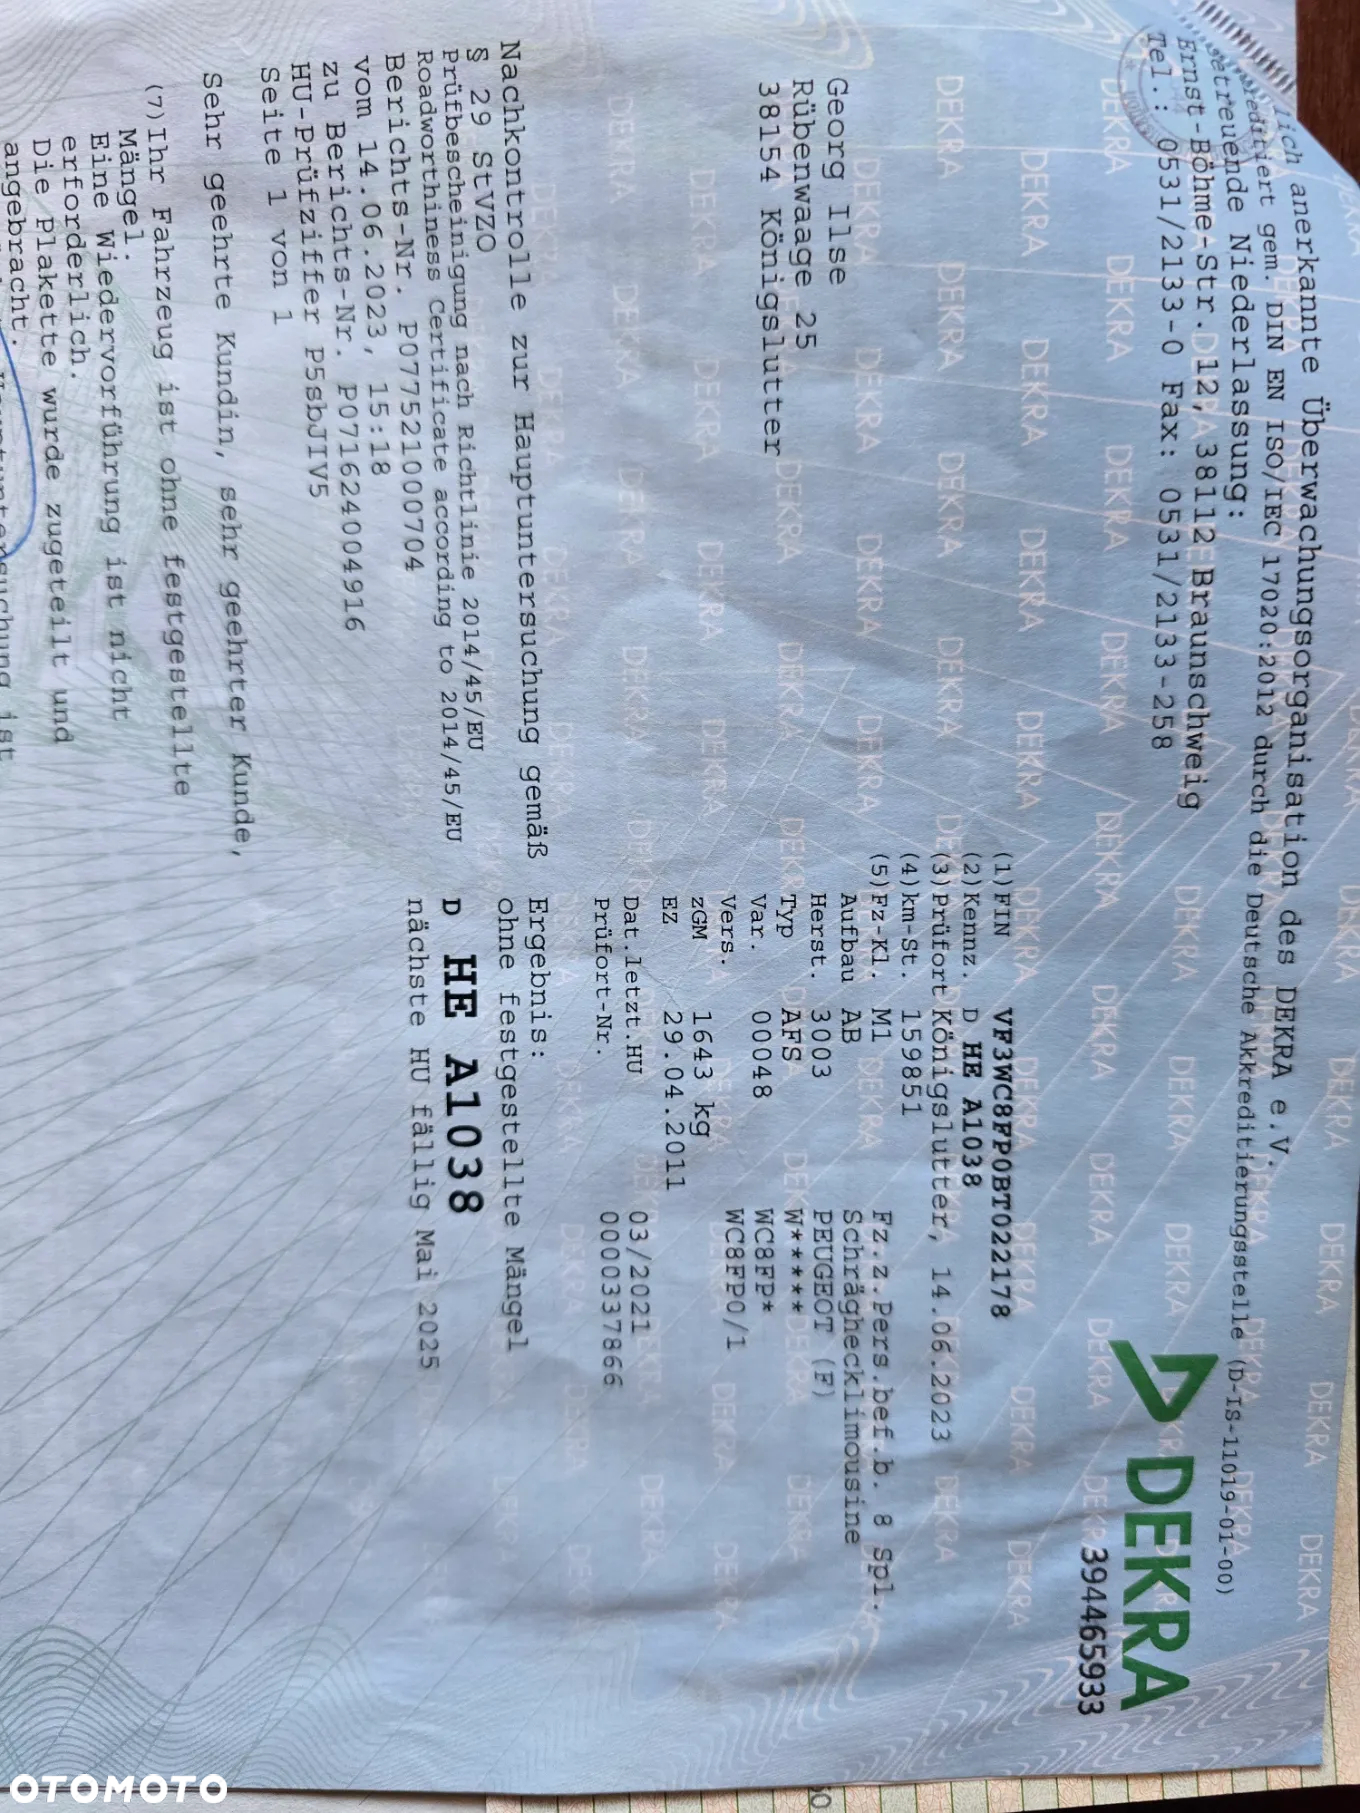 lich anerkannte Überwachungsorganisation des DEKRA e.V.
akkreditiert gem. DIN EN ISO/IEC 17020:2012 durch die Deutsche Akkreditierungsstelle (D-IS-11019-01-00)
Betreuende Niederlassung:
Ernst-Böhme-Str. 12, 38112 Braunschweig
Tel.: 0531/2133-0 Fax: 0531/2133-258
DEKRA
394465933
Georg Ilse
Rübenwaage 25
38154 Königslutter
(1)FIN VF3WC8FP0BT022178
(2)Kennz. D HE A1038
(3)Prüfort Königslutter, 14.06.2023
(4)km-St. 159851
(5)Fz-Kl. M1 Fz.z.Pers.bef.b. 8 Spl.
Aufbau AB Schräghecklimousine
Herst. 3003 PEUGEOT (F)
Typ AFS W*****
Var. 00048 WC8FP*
Vers. WC8FP0/1
zGM 1643 kg
EZ 29.04.2011
Dat.letzt.HU 03/2021
Prüfort-Nr. 0000337866
Nachkontrolle zur Hauptuntersuchung gemäß
§ 29 StVZO
Prüfbescheinigung nach Richtlinie 2014/45/EU
Roadworthiness Certificate according to 2014/45/EU
Berichts-Nr. P07752100­0704
vom 14.06.2023, 15:18
zu Berichts-Nr. P07162400­4916
HU-Prüfziffer P5sbJIV5
Seite 1 von 1
Ergebnis:
ohne festgestellte Mängel
D HE A1038
nächste HU fällig Mai 2025
Sehr geehrte Kundin, sehr geehrter Kunde,
(7)Ihr Fahrzeug ist ohne festgestellte
Mängel.
Eine Wiedervorführung ist nicht
erforderlich.
Die Plakette wurde zugeteilt und
angebracht.
OTOMOTO